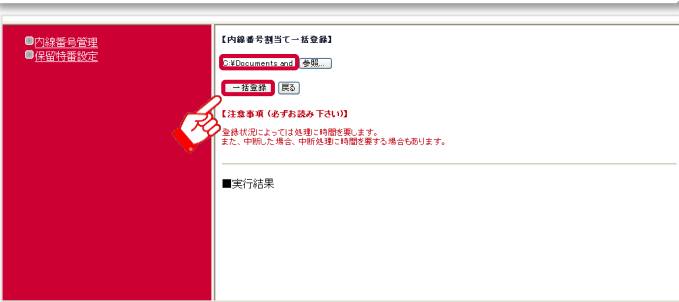 内線番号管理
保留特番設定
【内線番号割当て一括登録】
C:¥Documents and 参照...
一括登録 戻る
【注意事項（必ずお読み下さい）】
登録状況によっては処理に時間を要します。
また、中断した場合、中断処理に時間を要する場合もあります。
■実行結果